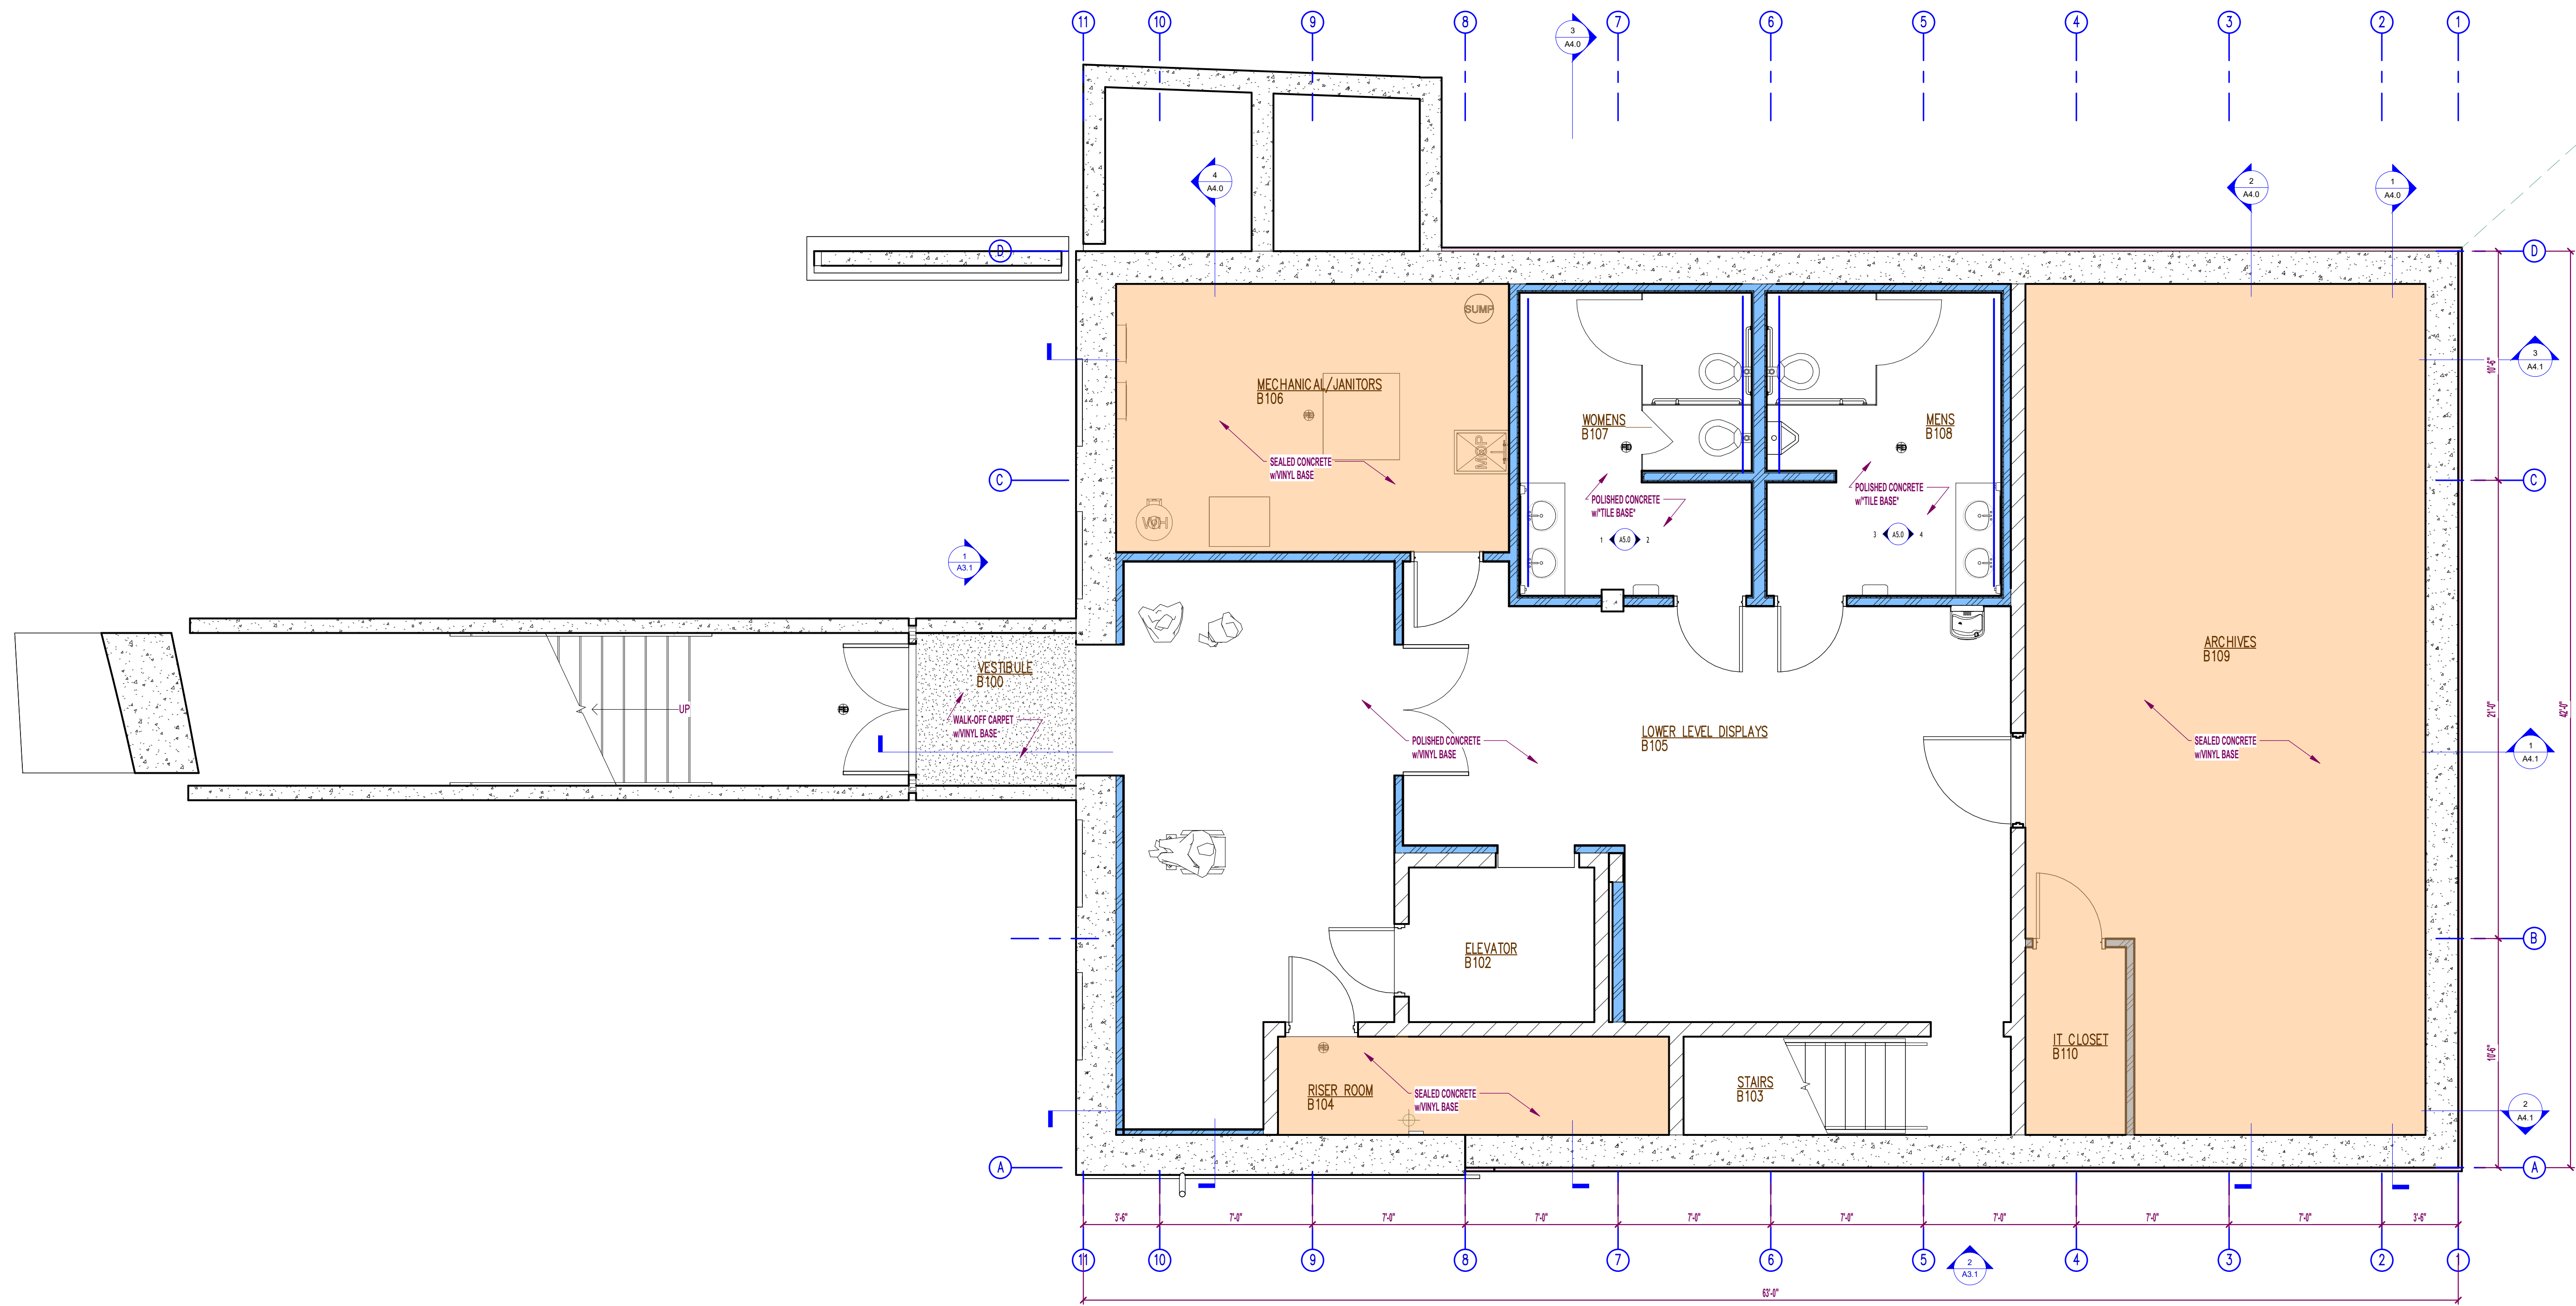 11
10
9
8
7
6
5
4
3
2
1
3
A4.0
4
A4.0
2
A4.0
1
A4.0
D
D
SUMP
3
A4.1
10'-6"
MECHANICAL/JANITORS
B106
WOMENS
B107
MENS
B108
MOP
SEALED CONCRETE
w/VINYL BASE
C
C
POLISHED CONCRETE
w/"TILE BASE"
POLISHED CONCRETE
w/"TILE BASE"
1 A5.0 2
3 A5.0 4
1
A3.1
ARCHIVES
B109
VESTIBULE
B100
UP
WALK-OFF CARPET
w/VINYL BASE
21'-0"
42'-0"
LOWER LEVEL DISPLAYS
B105
POLISHED CONCRETE
w/VINYL BASE
SEALED CONCRETE
w/VINYL BASE
1
A4.1
B
ELEVATOR
B102
IT CLOSET
B110
10'-6"
RISER ROOM
B104
SEALED CONCRETE
w/VINYL BASE
STAIRS
B103
2
A4.1
A
A
3'-6"
7'-0"
7'-0"
7'-0"
7'-0"
7'-0"
7'-0"
7'-0"
7'-0"
3'-6"
11
10
9
8
7
6
5
4
3
2
1
2
A3.1
63'-0"